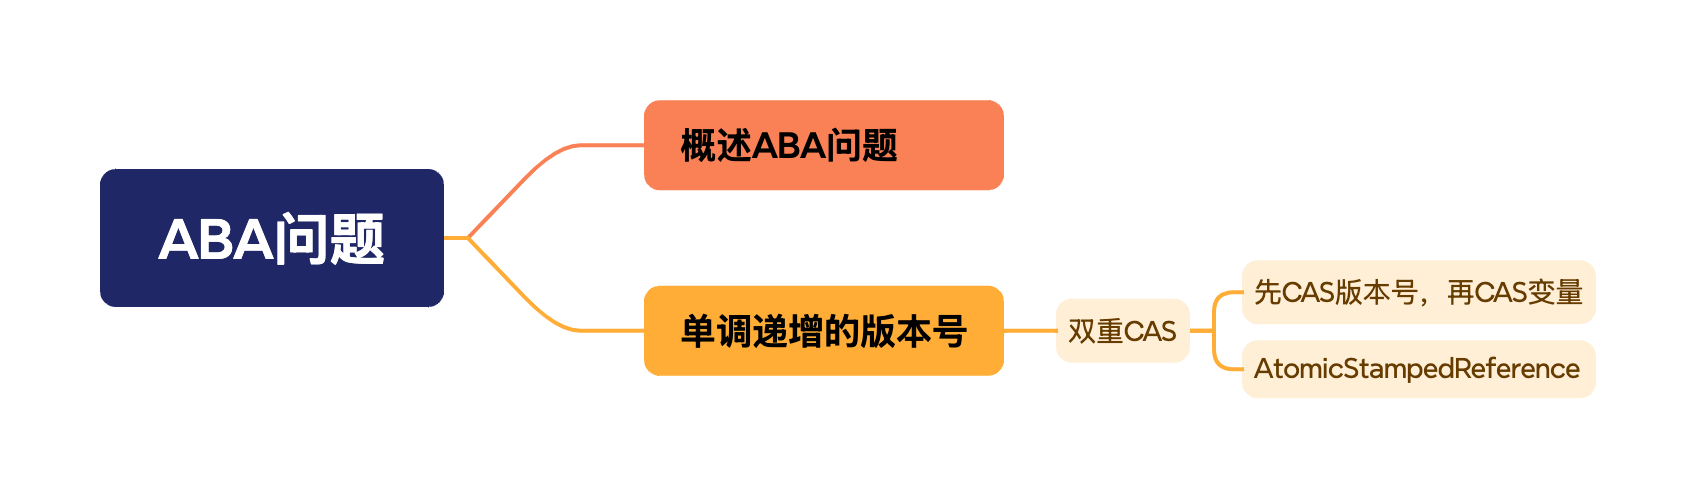 ABA问题
概述ABA问题
单调递增的版本号
双重CAS
先CAS版本号，再CAS变量
AtomicStampedReference